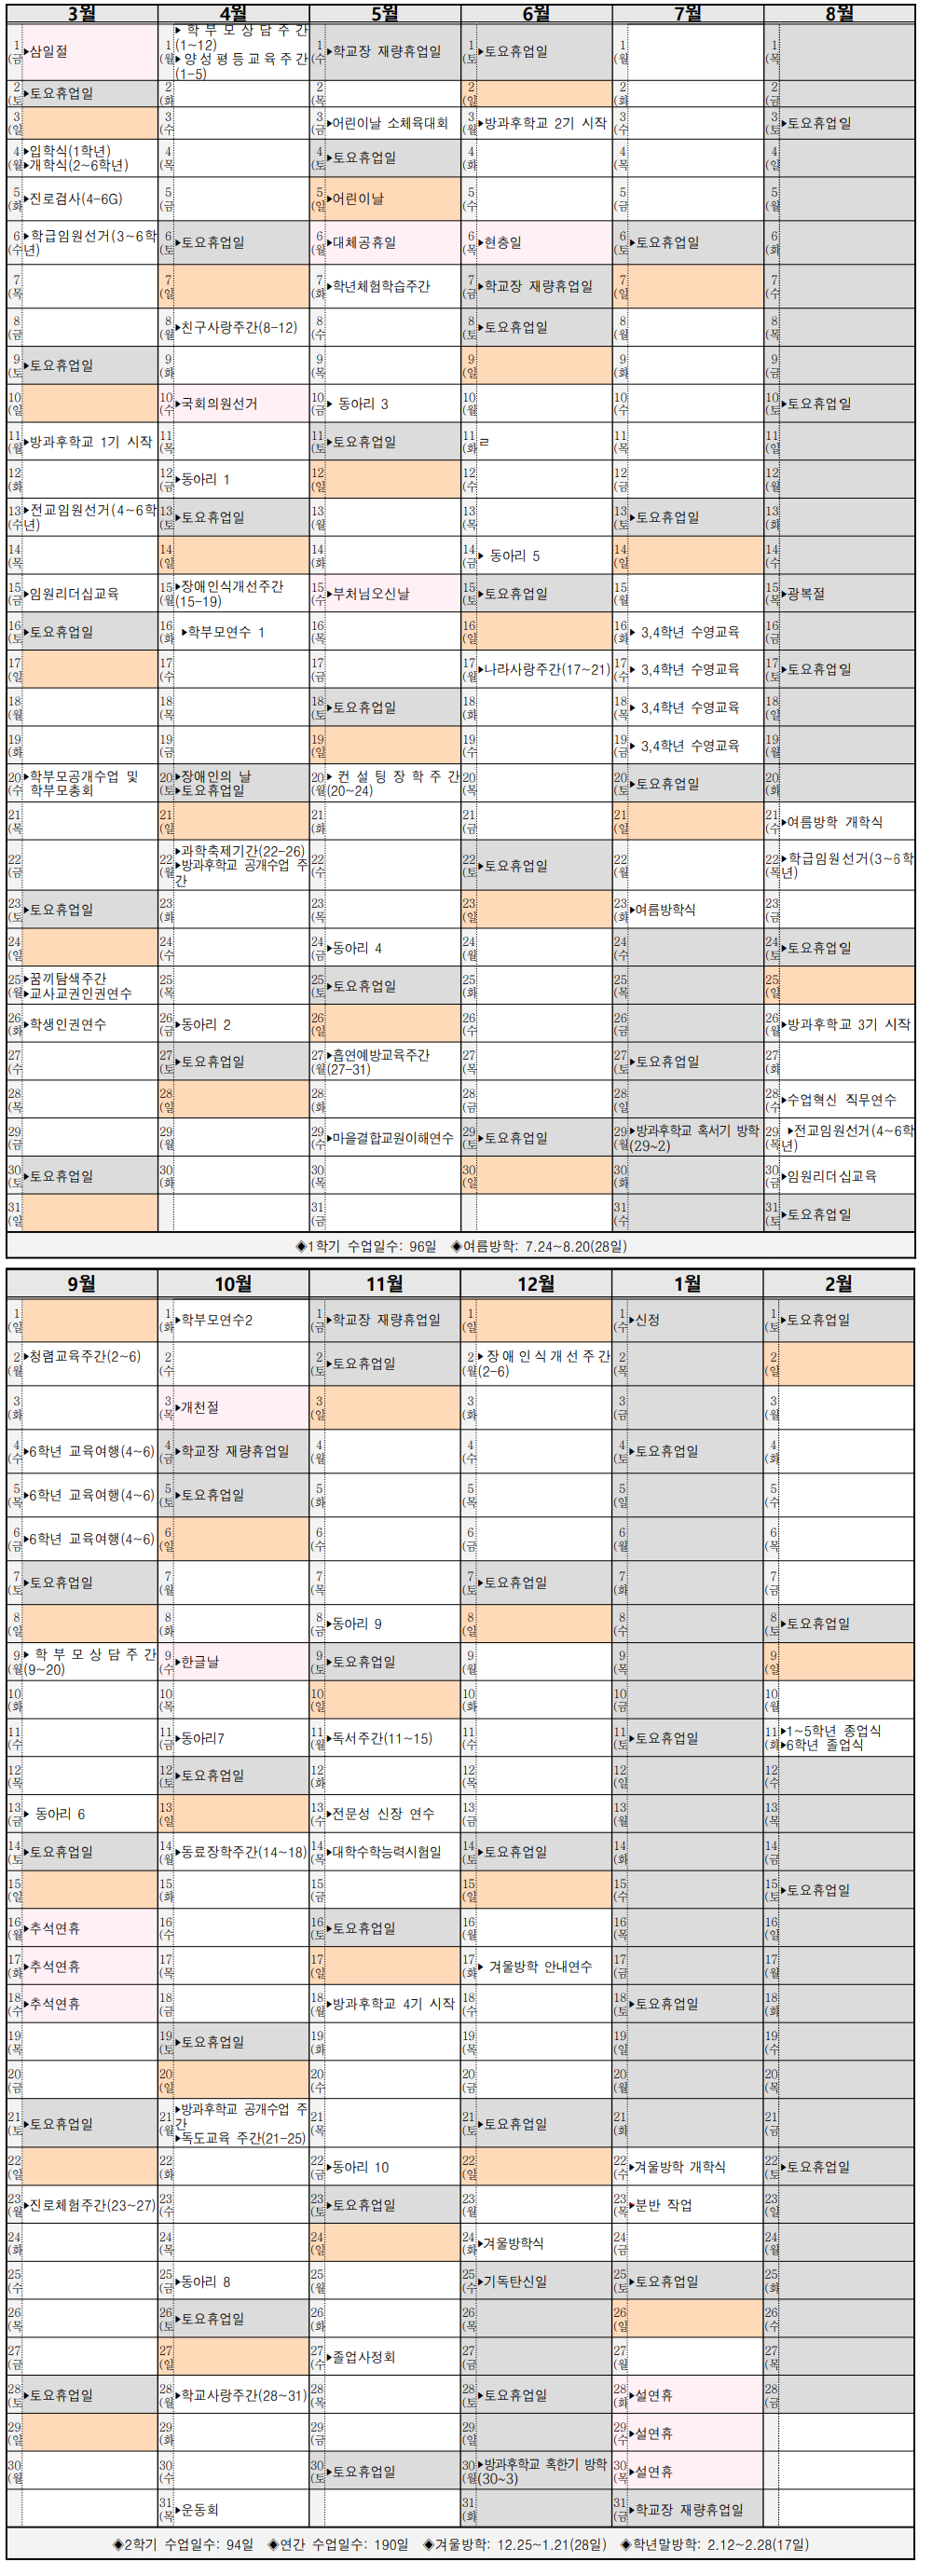 3월 4월 5월 6월 7월 8월
1(금 ▶삼일절 1(월 ▶학부모상담주간(1~12) ▶양성평등교육주간(1-5) 1(수 ▶학교장 재량휴업일 1(토 ▶토요휴업일 1(월 1(목
2(토 ▶토요휴업일 2(화 2(목 2(일 2(화 2(금
3(일 3(수 3(금 ▶어린이날 소체육대회 3(월 ▶방과후학교 2기 시작 3(수 3(토 ▶토요휴업일
4(월 ▶입학식(1학년) ▶개학식(2~6학년) 4(목 4(토 ▶토요휴업일 4(화 4(목 4(일
5(화 ▶진로검사(4-6G) 5(금 5(일 ▶어린이날 5(수 5(금 5(월
6(수 ▶학급임원선거(3~6학년) 6(토 ▶토요휴업일 6(월 ▶대체공휴일 6(목 ▶현충일 6(토 ▶토요휴업일 6(화
7(목 7(일 7(화 ▶학년체험학습주간 7(금 ▶학교장 재량휴업일 7(일 7(수
8(금 8(월 ▶친구사랑주간(8-12) 8(수 8(토 ▶토요휴업일 8(월 8(목
9(토 ▶토요휴업일 9(화 9(목 9(일 9(화 9(금
10(일 10(수 ▶국회의원선거 10(금 ▶ 동아리 3 10(월 10(수 10(토 ▶토요휴업일
11(월 ▶방과후학교 1기 시작 11(목 11(토 ▶토요휴업일 11(화 ㄹ 11(목 11(일
12(화 12(금 ▶동아리 1 12(일 12(수 12(금 12(월
13(수 ▶전교임원선거(4~6학년) 13(토 ▶토요휴업일 13(월 13(목 13(토 ▶토요휴업일 13(화
14(목 14(일 14(화 14(금 ▶ 동아리 5 14(일 14(수
15(금 ▶임원리더십교육 15(월 ▶장애인식개선주간(15-19) 15(수 ▶부처님오신날 15(토 ▶토요휴업일 15(월 15(목 ▶광복절
16(토 ▶토요휴업일 16(화 ▶학부모연수 1 16(목 16(일 16(화 ▶ 3,4학년 수영교육 16(금
17(일 17(수 17(금 17(월 ▶나라사랑주간(17~21) 17(수 ▶ 3,4학년 수영교육 17(토 ▶토요휴업일
18(월 18(목 18(토 ▶토요휴업일 18(화 18(목 ▶ 3,4학년 수영교육 18(일
19(화 19(금 19(일 19(수 19(금 ▶ 3,4학년 수영교육 19(월
20(수 ▶학부모공개수업 및 학부모총회 20(토 ▶장애인의 날 ▶토요휴업일 20(월 ▶컨설팅장학주간(20~24) 20(목 20(토 ▶토요휴업일 20(화
21(목 21(일 21(화 21(금 21(일 21(수 ▶여름방학 개학식
22(금 22(월 ▶과학축제기간(22-26) ▶방과후학교 공개수업 주간 22(수 22(토 ▶토요휴업일 22(월 22(목 ▶학급임원선거(3~6학년)
23(토 ▶토요휴업일 23(화 23(목 23(일 23(화 ▶여름방학식 23(금
24(일 24(수 24(금 ▶동아리 4 24(월 24(수 24(토 ▶토요휴업일
25(월 ▶꿈끼탐색주간 ▶교사교권인권연수 25(목 25(토 ▶토요휴업일 25(화 25(목 25(일
26(화 ▶학생인권연수 26(금 ▶동아리 2 26(일 26(수 26(금 26(월 ▶방과후학교 3기 시작
27(수 27(토 ▶토요휴업일 27(월 ▶흡연예방교육주간(27-31) 27(목 27(토 ▶토요휴업일 27(화
28(목 28(일 28(화 28(금 28(일 28(수 ▶수업혁신 직무연수
29(금 29(월 29(수 ▶마을결합교원이해연수 29(토 ▶토요휴업일 29(월 ▶방과후학교 혹서기 방학(29~2) 29(목 ▶전교임원선거(4~6학년)
30(토 ▶토요휴업일 30(화 30(목 30(일 30(화 30(금 ▶임원리더십교육
31(일 31(금 31(수 31(토 ▶토요휴업일
◈1학기 수업일수: 96일 ◈여름방학: 7.24~8.20(28일)
9월 10월 11월 12월 1월 2월
1(일 1(화 ▶학부모연수2 1(금 ▶학교장 재량휴업일 1(일 1(수 ▶신정 1(토 ▶토요휴업일
2(월 ▶청렴교육주간(2~6) 2(수 2(토 ▶토요휴업일 2(월 ▶장애인식개선주간(2-6) 2(목 2(일
3(화 3(목 ▶개천절 3(일 3(화 3(금 3(월
4(수 ▶6학년 교육여행(4~6) 4(금 ▶학교장 재량휴업일 4(월 4(수 4(토 ▶토요휴업일 4(화
5(목 ▶6학년 교육여행(4~6) 5(토 ▶토요휴업일 5(화 5(목 5(일 5(수
6(금 ▶6학년 교육여행(4~6) 6(일 6(수 6(금 6(월 6(목
7(토 ▶토요휴업일 7(월 7(목 7(토 ▶토요휴업일 7(화 7(금
8(일 8(화 8(금 ▶동아리 9 8(일 8(수 8(토 ▶토요휴업일
9(월 ▶학부모상담주간(9~20) 9(수 ▶한글날 9(토 ▶토요휴업일 9(월 9(목 9(일
10(화 10(목 10(일 10(화 10(금 10(월
11(수 11(금 ▶동아리7 11(월 ▶독서주간(11~15) 11(수 11(토 ▶토요휴업일 11(화 ▶1~5학년 종업식 ▶6학년 졸업식
12(목 12(토 ▶토요휴업일 12(화 12(목 12(일 12(수
13(금 ▶ 동아리 6 13(일 13(수 ▶전문성 신장 연수 13(금 13(월 13(목
14(토 ▶토요휴업일 14(월 ▶동료장학주간(14~18) 14(목 ▶대학수학능력시험일 14(토 ▶토요휴업일 14(화 14(금
15(일 15(화 15(금 15(일 15(수 15(토 ▶토요휴업일
16(월 ▶추석연휴 16(수 16(토 ▶토요휴업일 16(월 16(목 16(일
17(화 ▶추석연휴 17(목 17(일 17(화 ▶ 겨울방학 안내연수 17(금 17(월
18(수 ▶추석연휴 18(금 18(월 ▶방과후학교 4기 시작 18(수 18(토 ▶토요휴업일 18(화
19(목 19(토 ▶토요휴업일 19(화 19(목 19(일 19(수
20(금 20(일 20(수 20(금 20(월 20(목
21(토 ▶토요휴업일 21(월 ▶방과후학교 공개수업 주간 ▶독도교육 주간(21-25) 21(목 21(토 ▶토요휴업일 21(화 21(금
22(일 22(화 22(금 ▶동아리 10 22(일 22(수 ▶겨울방학 개학식 22(토 ▶토요휴업일
23(월 ▶진로체험주간(23~27) 23(수 23(토 ▶토요휴업일 23(월 23(목 ▶분반 작업 23(일
24(화 24(목 24(일 24(화 ▶겨울방학식 24(금 24(월
25(수 25(금 ▶동아리 8 25(월 25(수 ▶기독탄신일 25(토 ▶토요휴업일 25(화
26(목 26(토 ▶토요휴업일 26(화 26(목 26(일 26(수
27(금 27(일 27(수 ▶졸업사정회 27(금 27(월 27(목
28(토 ▶토요휴업일 28(월 ▶학교사랑주간(28~31) 28(목 28(토 ▶토요휴업일 28(화 ▶설연휴 28(금
29(일 29(화 29(금 29(일 29(수 ▶설연휴
30(월 30(수 30(토 ▶토요휴업일 30(월 ▶방과후학교 혹한기 방학(30~3) 30(목 ▶설연휴
31(목 ▶운동회 31(화 31(금 ▶학교장 재량휴업일
◈2학기 수업일수: 94일 ◈연간 수업일수: 190일 ◈겨울방학: 12.25~1.21(28일) ◈학년말방학: 2.12~2.28(17일)